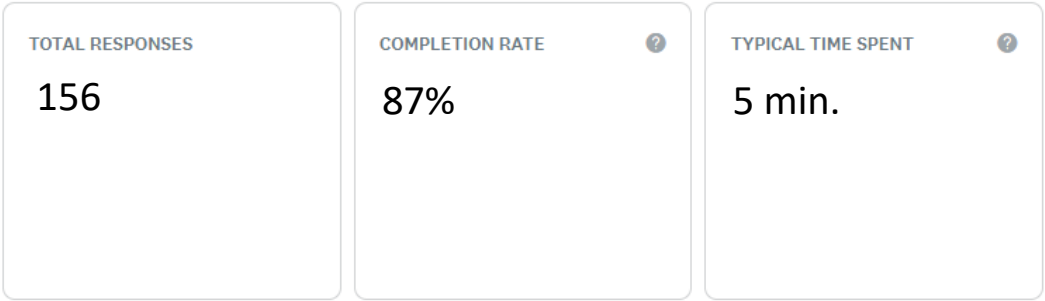 TOTAL RESPONSES
156
COMPLETION RATE ?
87%
TYPICAL TIME SPENT ?
5 min.